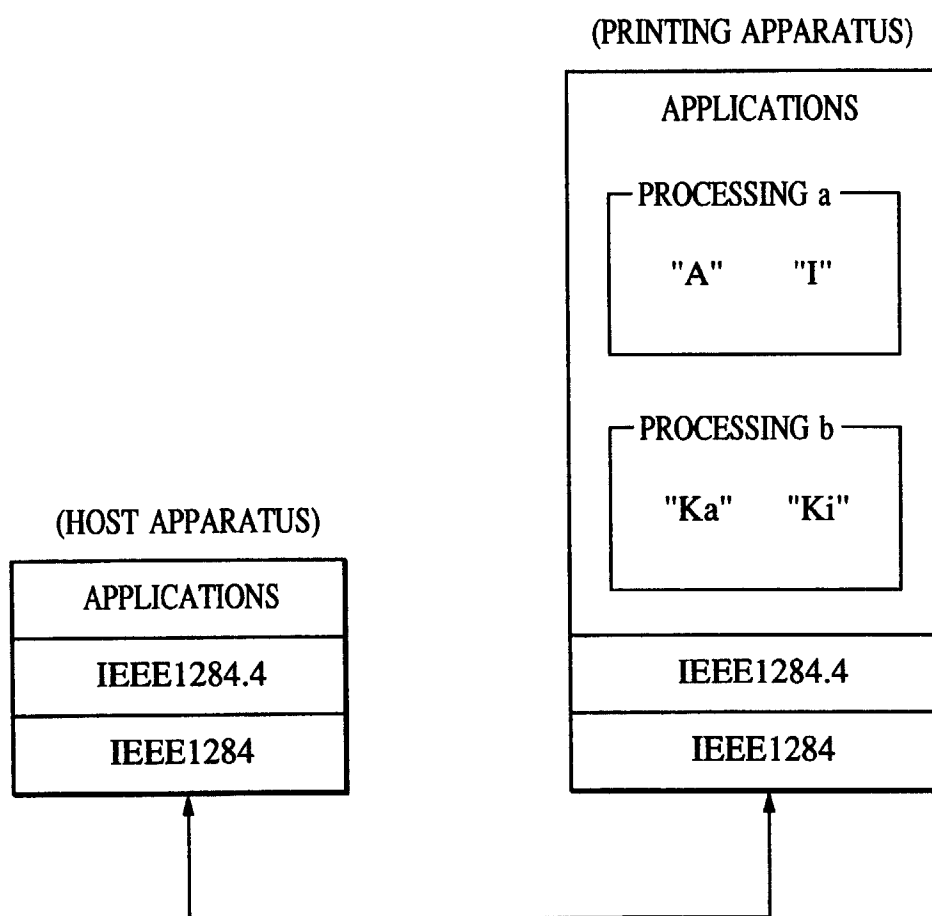 (PRINTING APPARATUS)
APPLICATIONS
PROCESSING a
"A" "I"
PROCESSING b
"Ka" "Ki"
IEEE1284.4
IEEE1284
(HOST APPARATUS)
APPLICATIONS
IEEE1284.4
IEEE1284